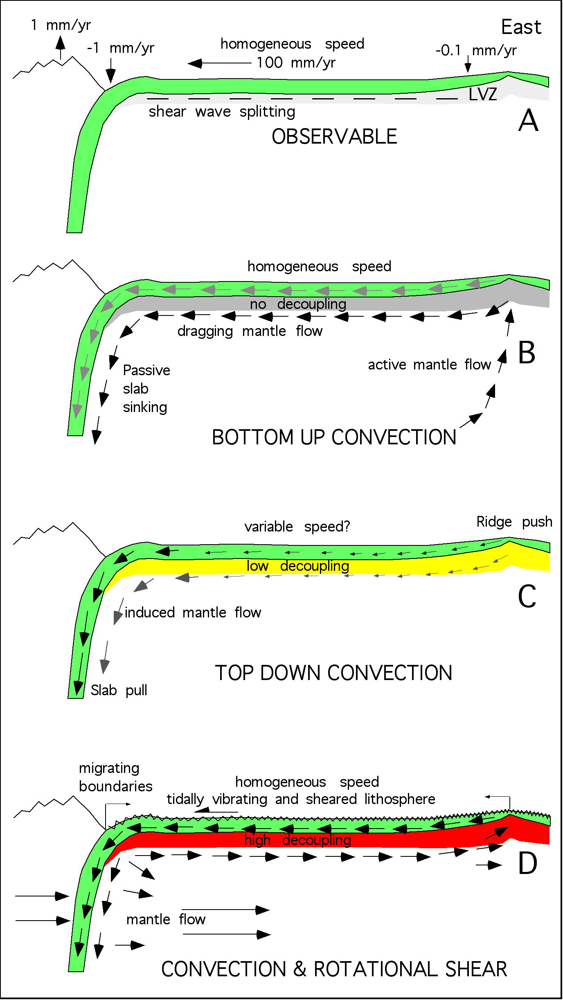 1 mm/yr
East
-1 mm/yr
homogeneous speed
-0.1 mm/yr
100 mm/yr
LVZ
shear wave splitting
A
OBSERVABLE
homogeneous speed
no decoupling
dragging mantle flow
B
active mantle flow
Passive
slab
sinking
BOTTOM UP CONVECTION
Ridge push
variable speed?
low decoupling
C
induced mantle flow
TOP DOWN CONVECTION
Slab pull
migrating
boundaries
homogeneous speed
tidally vibrating and sheared lithosphere
high decoupling
D
mantle flow
CONVECTION & ROTATIONAL SHEAR